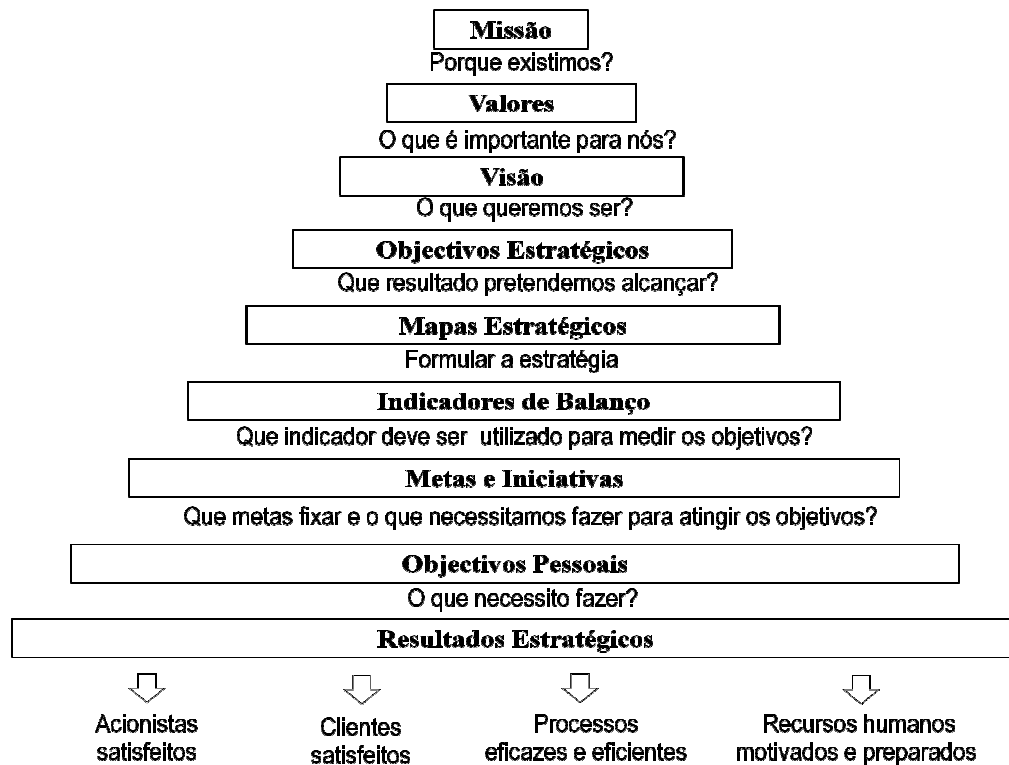 Missão
Porque existimos?
Valores
O que é importante para nós?
Visão
O que queremos ser?
Objectivos Estratégicos
Que resultado pretendemos alcançar?
Mapas Estratégicos
Formular a estratégia
Indicadores de Balanço
Que indicador deve ser utilizado para medir os objetivos?
Metas e Iniciativas
Que metas fixar e o que necessitamos fazer para atingir os objetivos?
Objectivos Pessoais
O que necessito fazer?
Resultados Estratégicos
Acionistas
satisfeitos
Clientes
satisfeitos
Processos
eficazes e eficientes
Recursos humanos
motivados e preparados